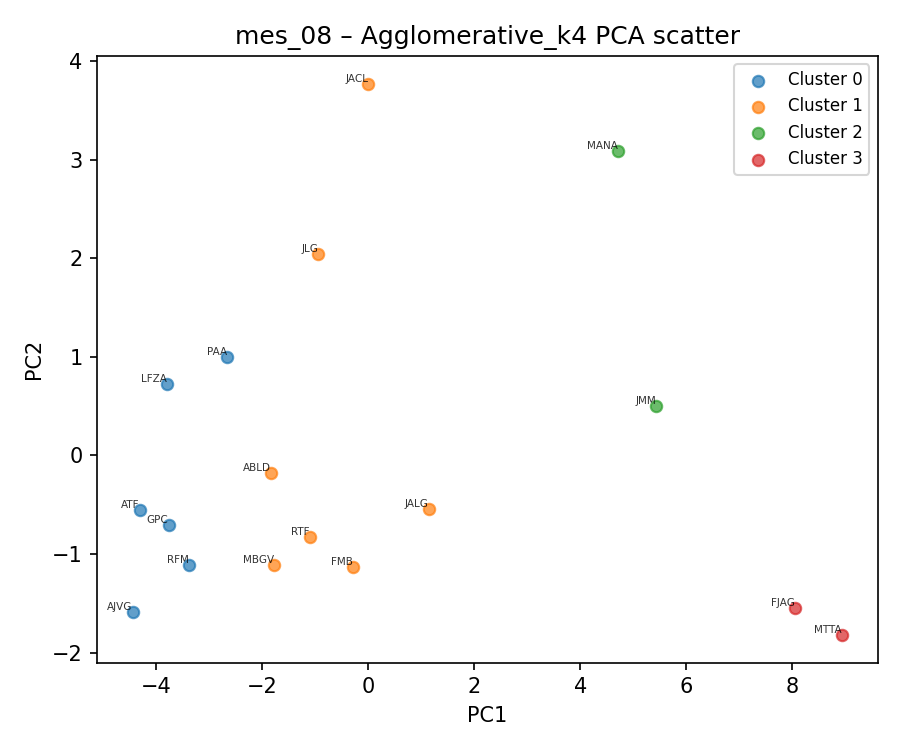 mes_08 – Agglomerative_k4 PCA scatter
Cluster 0
Cluster 1
Cluster 2
Cluster 3
JACL
MANA
JLG
PAA
LFZA
JMM
ABLD
ATF
GPC
JALG
RTF
RFM
MBGV
FMB
AJVG
FJAG
MTTA
4
3
2
1
0
−1
−2
−4
−2
0
2
4
6
8
PC2
PC1